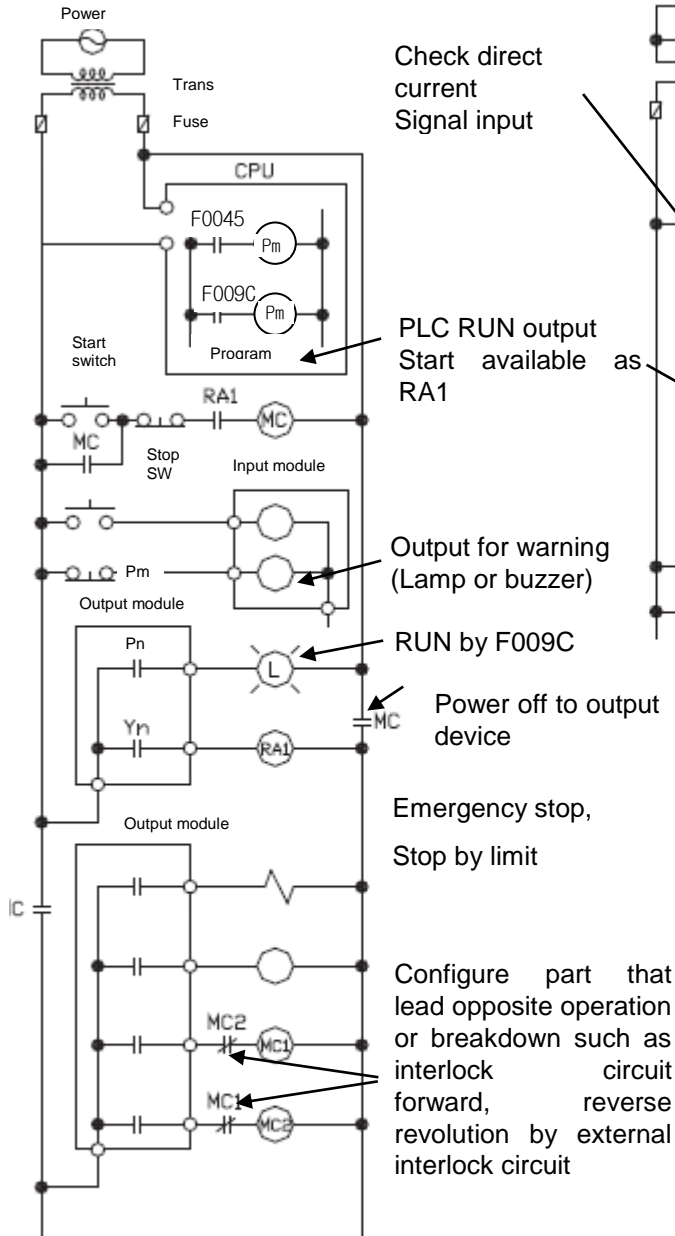 Power
Trans
Fuse
CPU
F0045
Pm
F009C
Pm
Program
Start
switch
RA1
MC
MC
Stop
SW
Input module
Pm
Output module
Pn
L
Yn
RA1
MC
Output module
C
MC2
MC1
MC1
MC2
Check direct
current
Signal input
PLC RUN output
Start available as
RA1
Output for warning
(Lamp or buzzer)
RUN by F009C
Power off to output
device
Emergency stop,
Stop by limit
Configure part that
lead opposite operation
or breakdown such as
interlock circuit
forward, reverse
revolution by external
interlock circuit